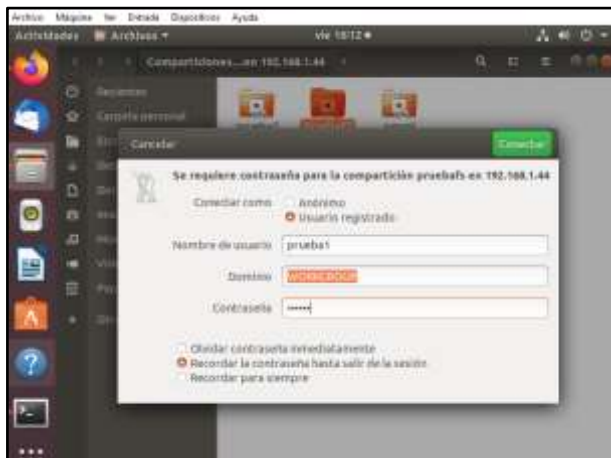 Archivo Máquina Ver Entrada Dispositivos Ayuda
Actividades Archivos vie 18:12
Comparticiones...en 192.168.1.44
Recientes
Carpeta personal
Cancelar Conectar
Se requiere contraseña para la compartición pruebafs en 192.168.1.44
Conectar como Anónimo
Usuario registrado
Nombre de usuario prueba1
Dominio WORKGROUP
Contraseña
Olvidar contraseña inmediatamente
Recordar la contraseña hasta salir de la sesión
Recordar para siempre